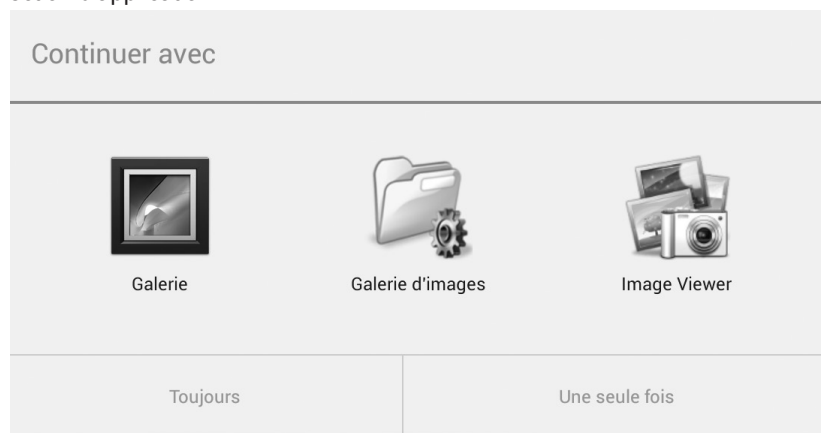 Continuer avec
Galerie
Galerie d'images
Image Viewer
Toujours
Une seule fois